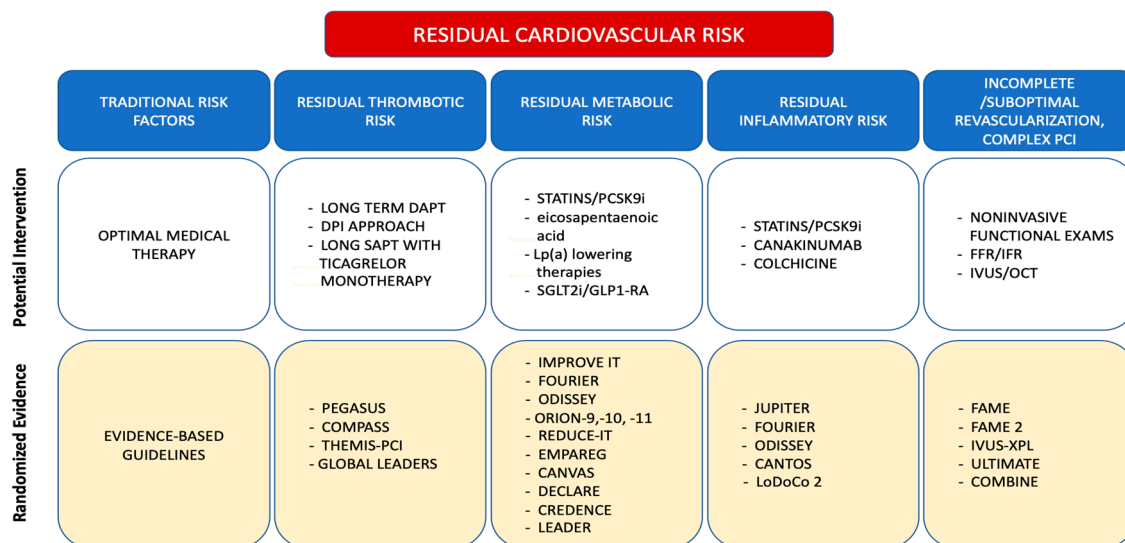 RESIDUAL CARDIOVASCULAR RISK
TRADITIONAL RISK
FACTORS
RESIDUAL THROMBOTIC
RISK
RESIDUAL METABOLIC
RISK
RESIDUAL
INFLAMMATORY RISK
INCOMPLETE
/SUBOPTIMAL
REVASCULARIZATION,
COMPLEX PCI
Potential Intervention
OPTIMAL MEDICAL
THERAPY
- LONG TERM DAPT
- DPI APPROACH
- LONG SAPT WITH
TICAGRELOR
MONOTHERAPY
- STATINS/PCSK9i
- eicosapentaenoic
acid
- Lp(a) lowering
therapies
- SGLT2i/GLP1-RA
- STATINS/PCSK9i
- CANAKINUMAB
- COLCHICINE
- NONINVASIVE
FUNCTIONAL EXAMS
- FFR/IFR
- IVUS/OCT
Randomized Evidence
EVIDENCE-BASED
GUIDELINES
- PEGASUS
- COMPASS
- THEMIS-PCI
- GLOBAL LEADERS
- IMPROVE IT
- FOURIER
- ODISSEY
- ORION-9,-10, -11
- REDUCE-IT
- EMPAREG
- CANVAS
- DECLARE
- CREDENCE
- LEADER
- JUPITER
- FOURIER
- ODISSEY
- CANTOS
- LoDoCo 2
- FAME
- FAME 2
- IVUS-XPL
- ULTIMATE
- COMBINE